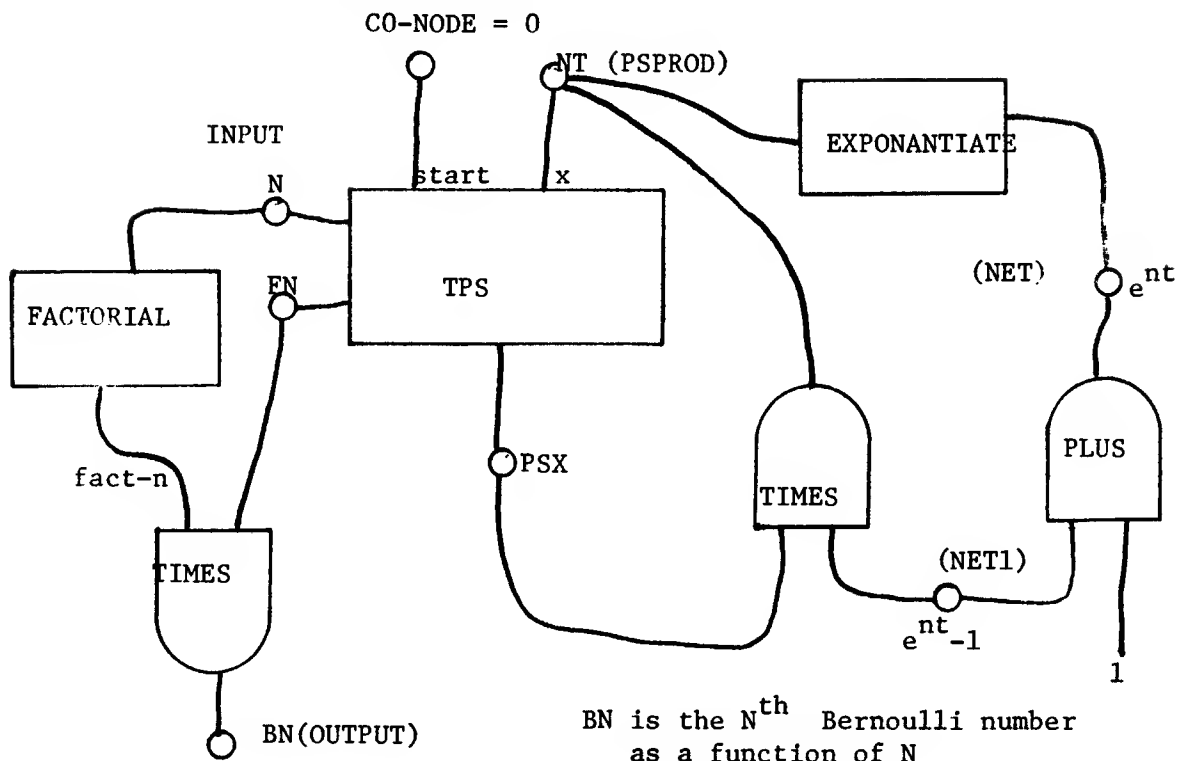 CO-NODE = 0
NT (PSPROD)
INPUT
EXPONANTIATE
start x
N
(NET)
e^nt
FN
TPS
FACTORIAL
PSX
PLUS
fact-n
TIMES
(NET1)
TIMES
e^nt-1
1
BN(OUTPUT)
BN is the N^th Bernoulli number
as a function of N